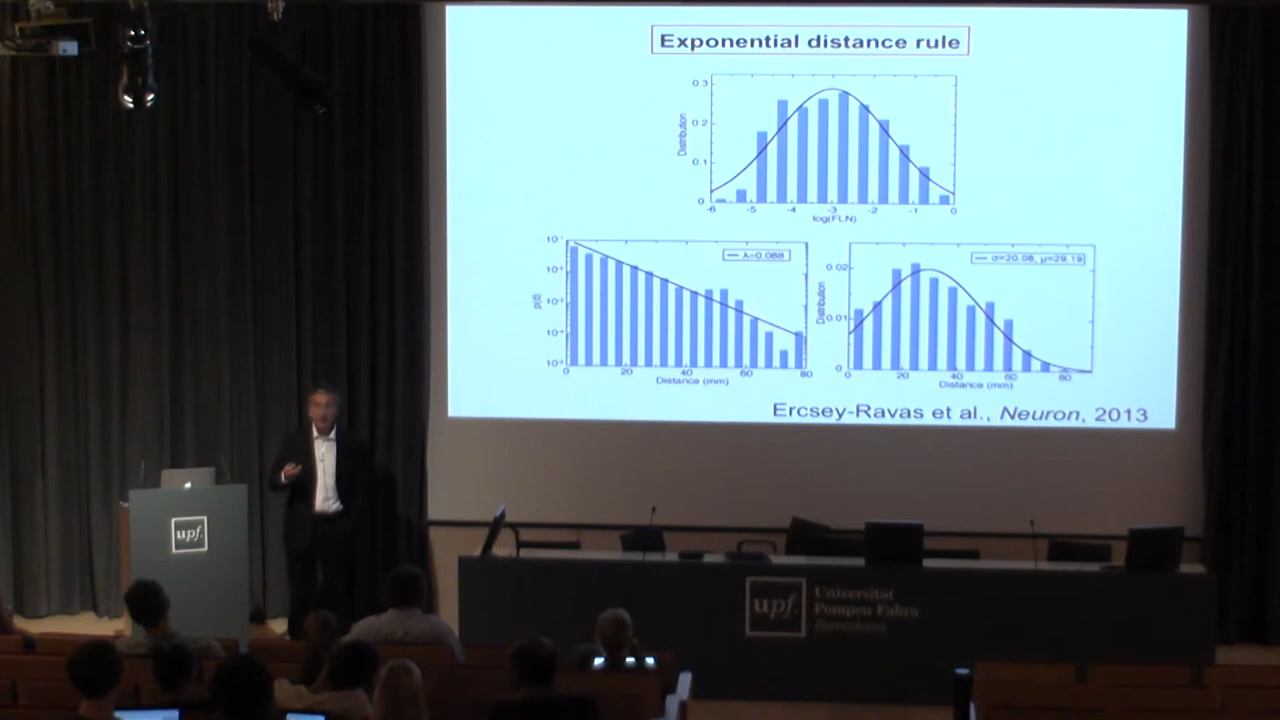 Exponential distance rule
0 3
0 2
0.1
0
Distribution
-6 -5 -4 -3 -2 -1 0
log(FLN)
λ=0.088
p(d)
0 20 40 60 80
Distance (mm)
σ=20.08, μ=29.19
Distribution
0.02
0.01
0
0 20 40 60 80
Distance (mm)
Ercsey-Ravas et al., Neuron, 2013
upf.
upf.
Universitat
Pompeu Fabra
Barcelona